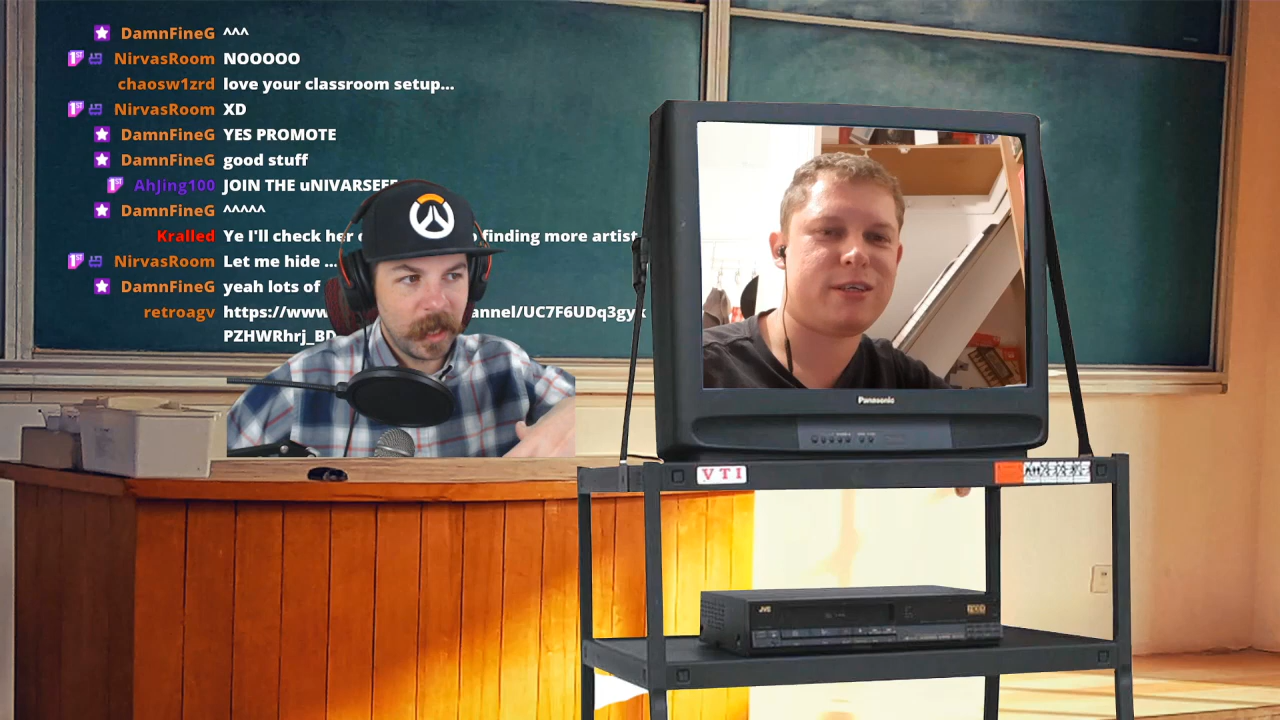 DamnFineG ^^^
NirvasRoom NOOOOO
chaosw1zrd love your classroom setup...
NirvasRoom XD
DamnFineG YES PROMOTE
DamnFineG good stuff
AhJing100 JOIN THE uNIVARSEEE
DamnFineG ^^^^^
Kralled Ye I'll check her finding more artist
NirvasRoom Let me hide ...
DamnFineG yeah lots of
retroagv https://www annel/UC7F6UDq3gyx
PZHWRhrj_BD
Panasonic
VTI
JVC